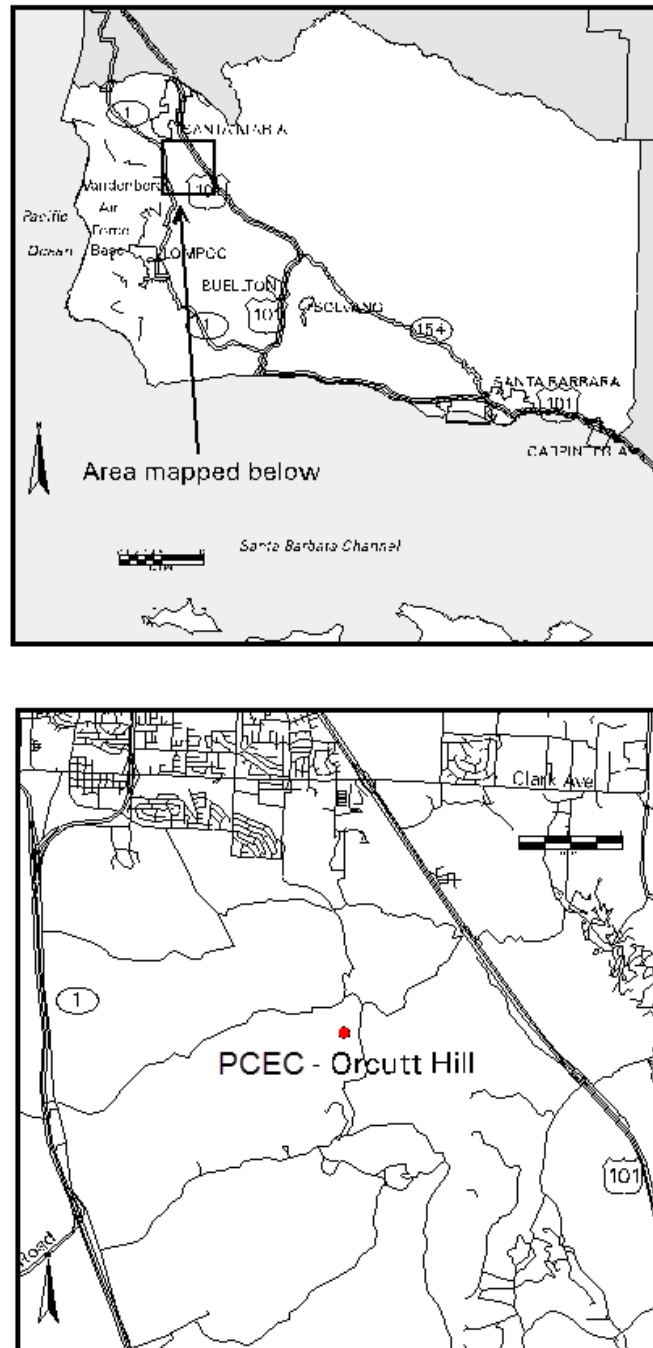 1
SANTA MARIA
Vandenberg
101
Air
Pacific
Force
Ocean
Base
LOMPOC
BUELLTON
101
SOLVANG
1
154
SANTA BARBARA
101
CARPINTERIA
N
Area mapped below
Santa Barbara Channel
Clark Ave
1
PCEC - Orcutt Hill
101
Road